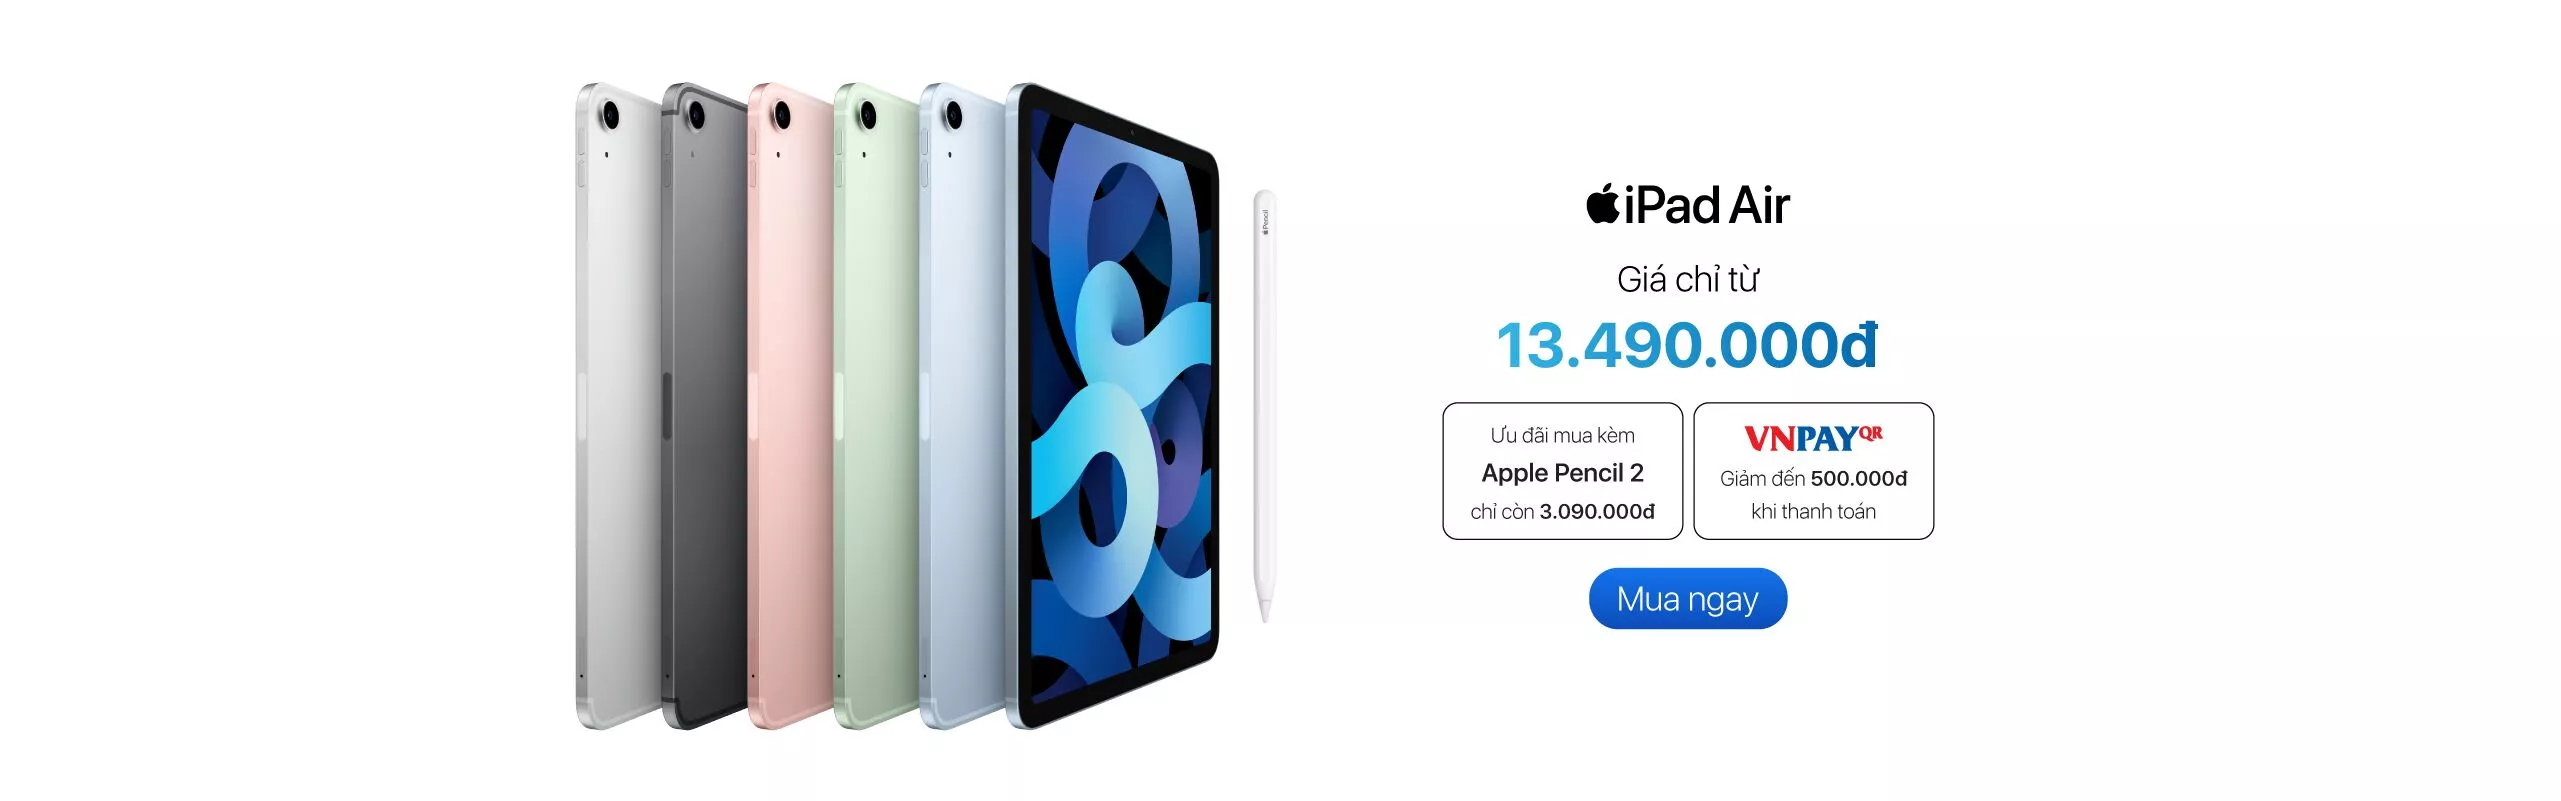 iPad Air
Giá chỉ từ
13.490.000đ
Ưu đãi mua kèm
Apple Pencil 2
chỉ còn 3.090.000đ
VNPAYQR
Giảm đến 500.000đ
khi thanh toán
Mua ngay
Pencil